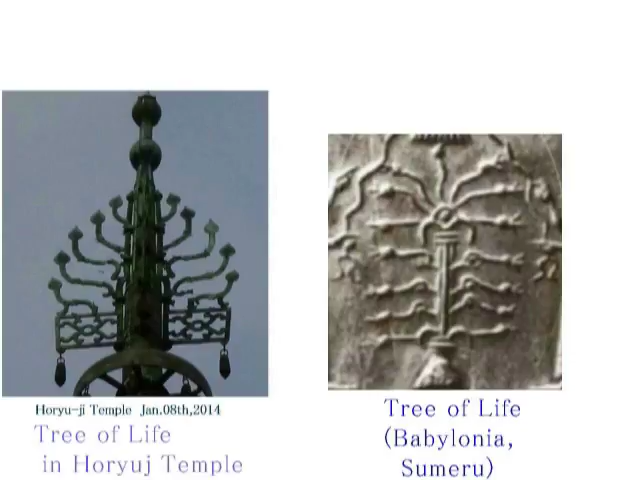 Horyu-ji Temple Jan.08th,2014
Tree of Life
in Horyuj Temple
Tree of Life
(Babylonia,
Sumeru)